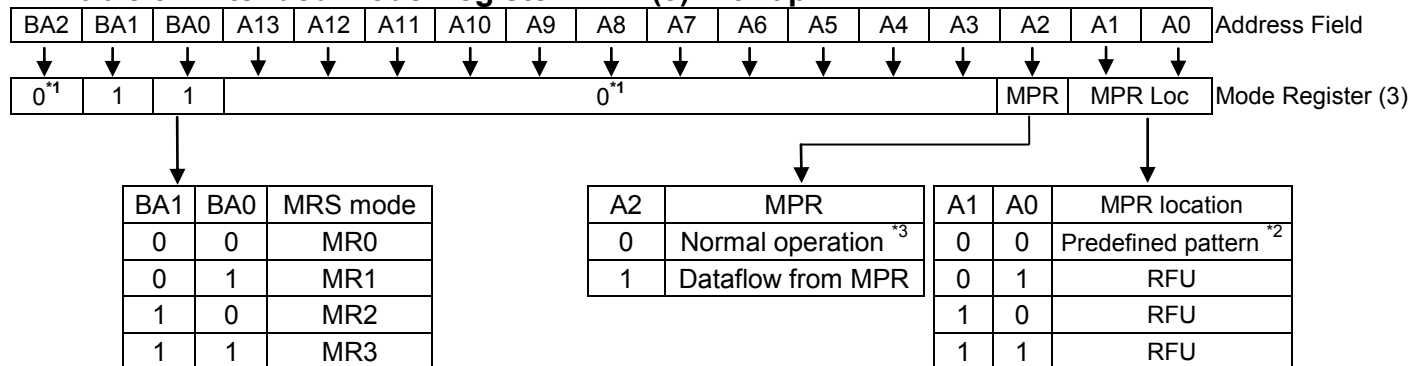 BA2 BA1 BA0 A13 A12 A11 A10 A9 A8 A7 A6 A5 A4 A3 A2 A1 A0 Address Field
0*1 1 1 0*1 MPR MPR Loc Mode Register (3)
BA1 BA0 MRS mode
0 0 MR0
0 1 MR1
1 0 MR2
1 1 MR3
A2 MPR
0 Normal operation *3
1 Dataflow from MPR
A1 A0 MPR location
0 0 Predefined pattern *2
0 1 RFU
1 0 RFU
1 1 RFU